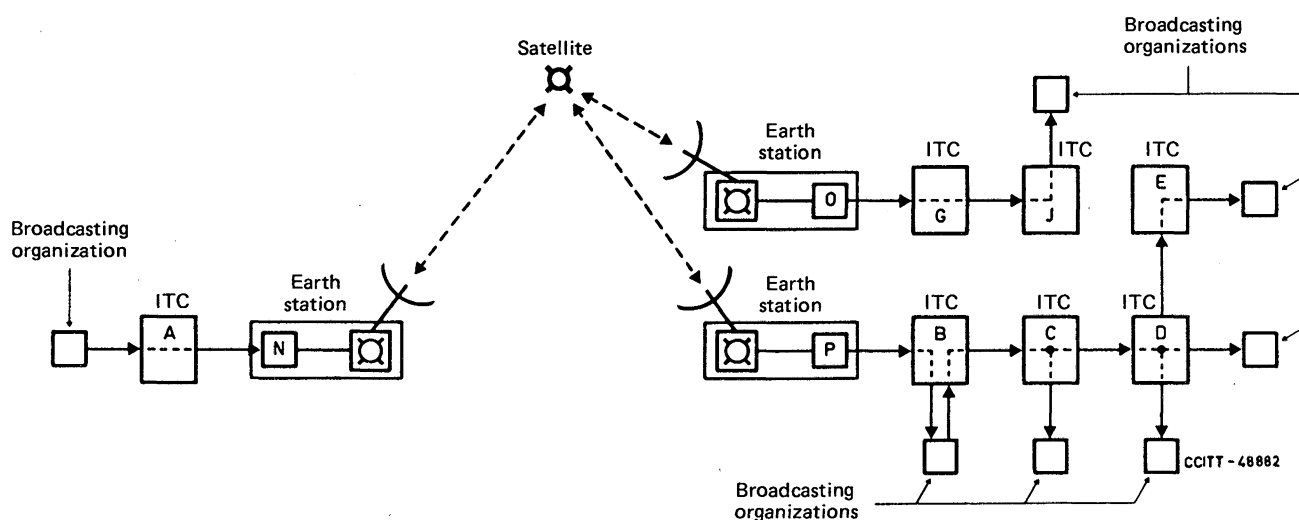 Broadcasting
organizations
Satellite
Earth
station
ITC
ITC
ITC
O
G
J
E
Broadcasting
organization
ITC
A
Earth
station
N
Earth
station
ITC
ITC
ITC
P
B
C
D
CCITT-48882
Broadcasting
organizations